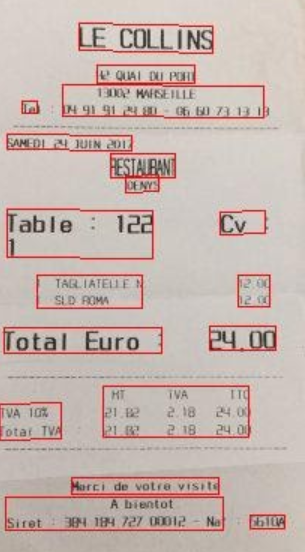 LE COLLINS
42 QUAI DU PORT
13002 MARSEILLE
Tel : 04 91 91 24 80 - 06 60 73 13 13
SAMEDI 24 JUIN 2017
RESTAURANT
DENYS
Table : 122 Cv :
1
1 TAGLIATELLE N 12.00
1 SLD ROMA 12.00
Total Euro : 24.00
HT TVA TTC
TVA 10% 21.82 2.18 24.00
Total TVA 21.82 2.18 24.00
Merci de votre visite
A bientot
Siret : 384 184 727 00012 - Naf : 5610A